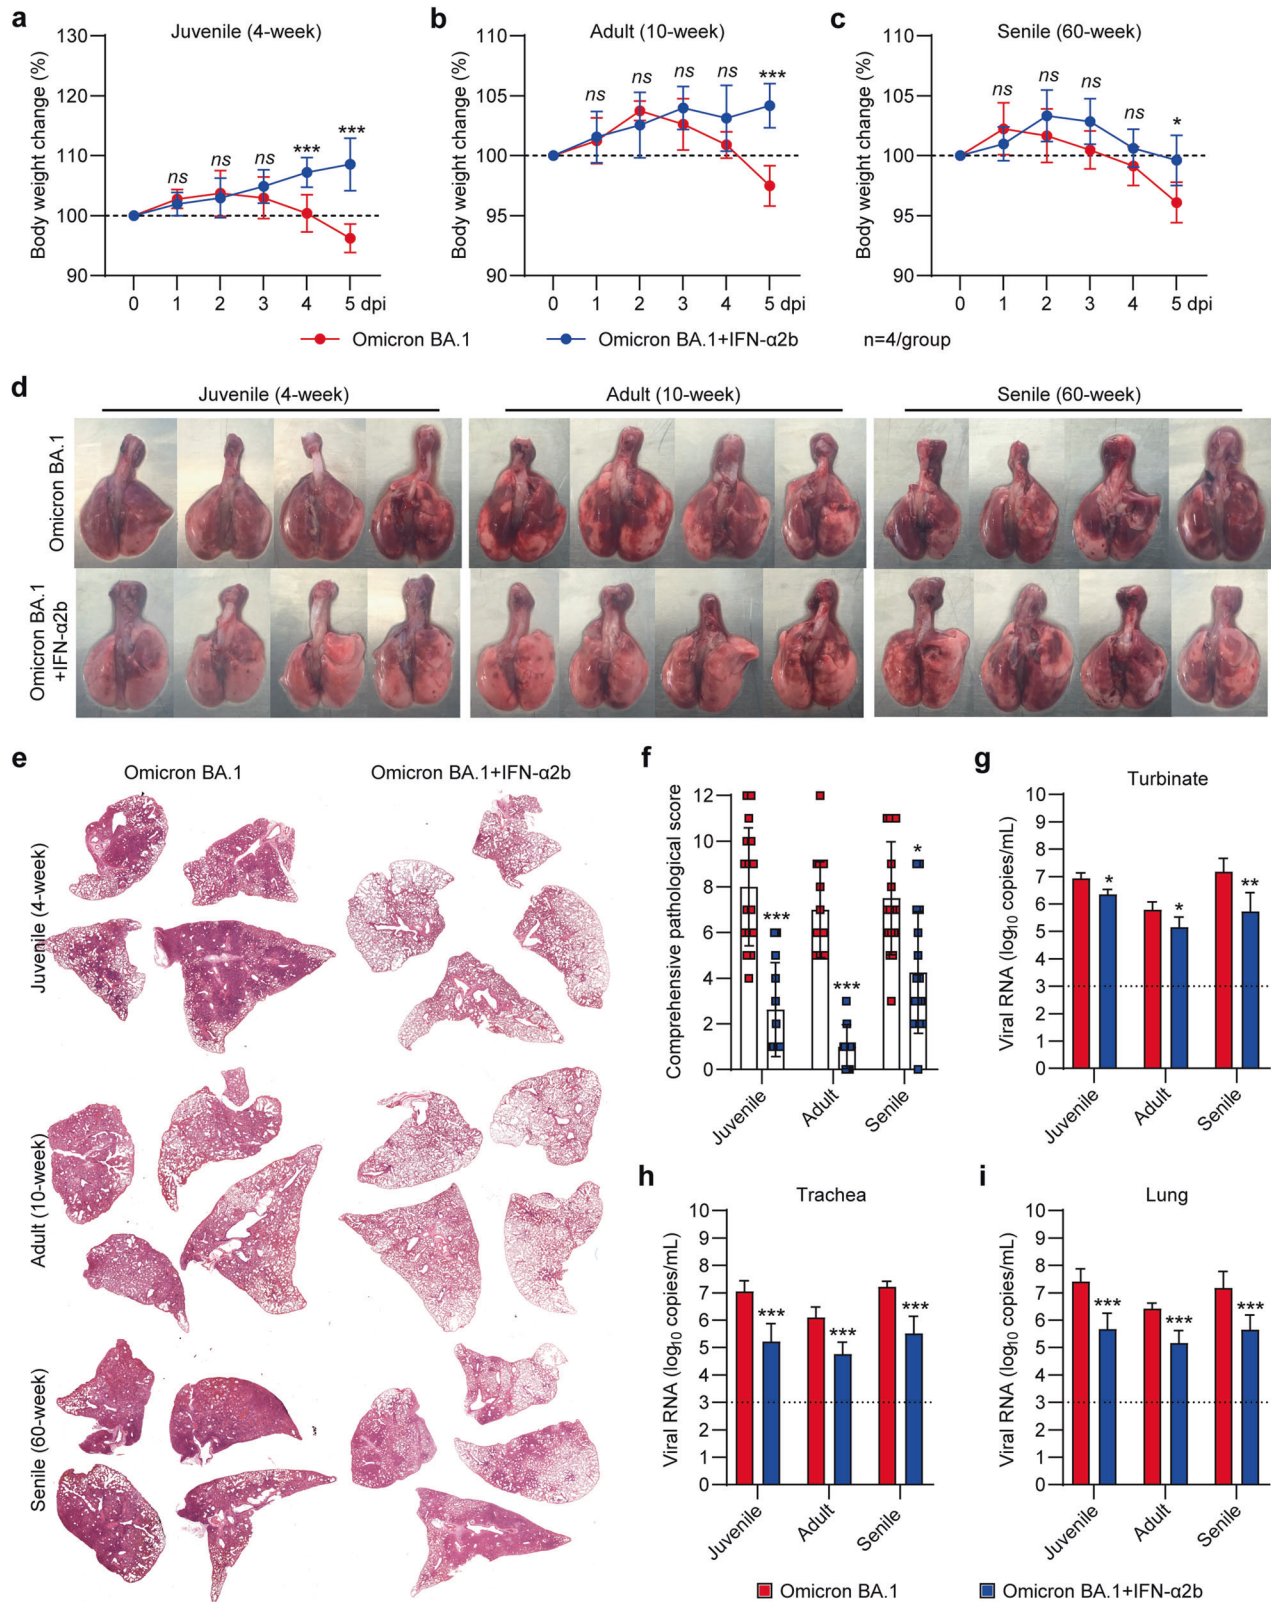 a
Juvenile (4-week)
Body weight change (%)
130
120
110
100
90
ns
ns
ns
***
***
0 1 2 3 4 5 dpi
b
Adult (10-week)
Body weight change (%)
110
105
100
95
90
ns
ns
ns
ns
***
0 1 2 3 4 5 dpi
c
Senile (60-week)
Body weight change (%)
110
105
100
95
90
ns
ns
ns
ns
*
0 1 2 3 4 5 dpi
Omicron BA.1
Omicron BA.1+IFN-α2b
n=4/group
d
Juvenile (4-week)
Adult (10-week)
Senile (60-week)
Omicron BA.1
Omicron BA.1
+IFN-α2b
e
Omicron BA.1
Omicron BA.1+IFN-α2b
Juvenile (4-week)
Adult (10-week)
Senile (60-week)
f
Comprehensive pathological score
12
10
8
6
4
2
0
***
***
*
Juvenile
Adult
Senile
g
Turbinate
Viral RNA (log₁₀ copies/mL)
10
9
8
7
6
5
4
3
2
1
0
*
*
**
Juvenile
Adult
Senile
h
Trachea
Viral RNA (log₁₀ copies/mL)
10
9
8
7
6
5
4
3
2
1
0
***
***
***
Juvenile
Adult
Senile
i
Lung
Viral RNA (log₁₀ copies/mL)
10
9
8
7
6
5
4
3
2
1
0
***
***
***
Juvenile
Adult
Senile
Omicron BA.1
Omicron BA.1+IFN-α2b